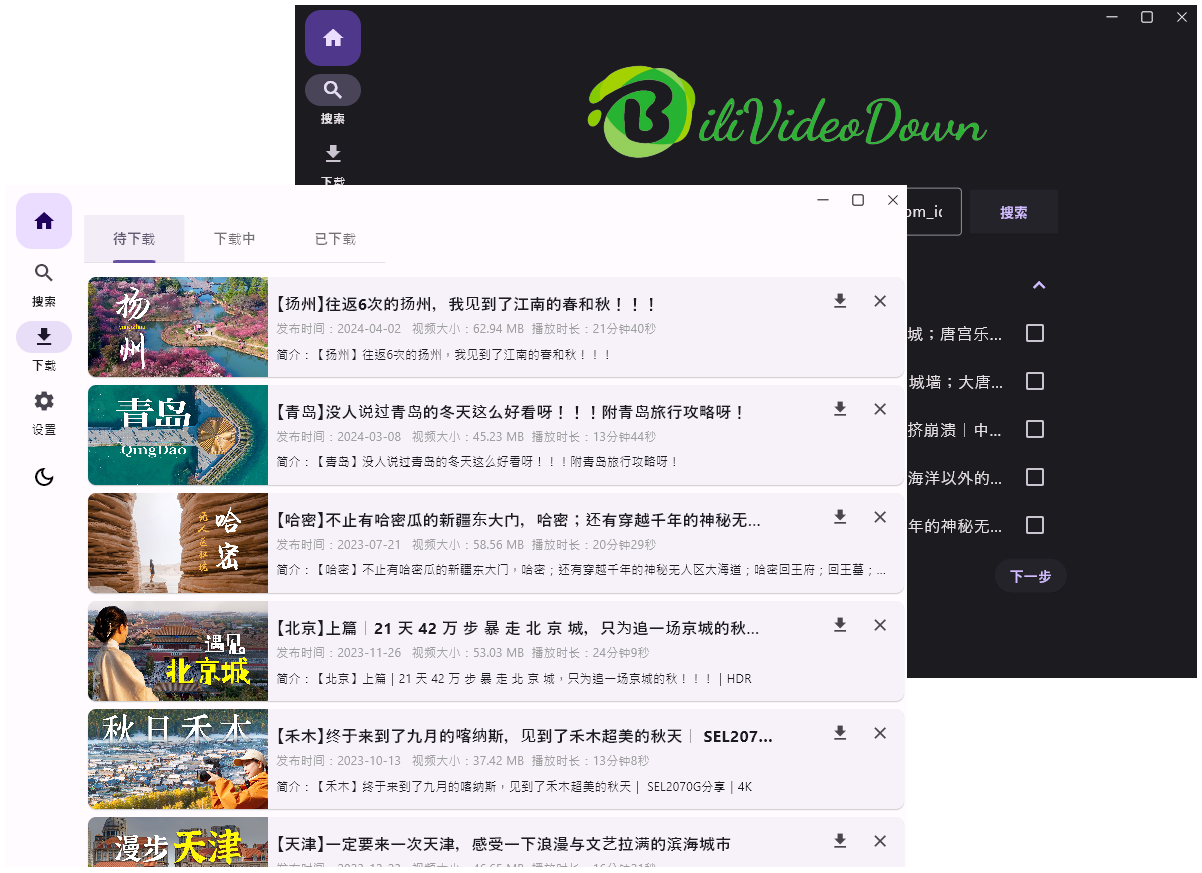 搜索
下载
BiliVideoDown
搜索
城；唐宫乐...
城墙；大唐...
挤崩溃｜中...
海洋以外的...
年的神秘无...
下一步
搜索
下载
设置
待下载
下载中
已下载
扬州
yangzhou
【扬州】往返6次的扬州，我见到了江南的春和秋！！！
发布时间：2024-04-02 视频大小：62.94 MB 播放时长：21分钟40秒
简介：【扬州】往返6次的扬州，我见到了江南的春和秋！！！
青岛
QingDao
【青岛】没人说过青岛的冬天这么好看呀！！！附青岛旅行攻略呀！
发布时间：2024-03-08 视频大小：45.23 MB 播放时长：13分钟44秒
简介：【青岛】没人说过青岛的冬天这么好看呀！！！附青岛旅行攻略呀！
哈密
无人区征途
【哈密】不止有哈密瓜的新疆东大门，哈密；还有穿越千年的神秘无...
发布时间：2023-07-21 视频大小：58.56 MB 播放时长：20分钟29秒
简介：【哈密】不止有哈密瓜的新疆东大门，哈密；还有穿越千年的神秘无人区大海道；哈密回王府；回王墓；...
遇见
北京城
【北京】上篇｜21 天 42 万 步 暴 走 北 京 城，只为追一场京城的秋...
发布时间：2023-11-26 视频大小：53.03 MB 播放时长：24分钟9秒
简介：【北京】上篇 | 21 天 42 万 步 暴 走 北 京 城，只为追一场京城的秋！！！ | HDR
秋日禾木
【禾木】终于来到了九月的喀纳斯，见到了禾木超美的秋天｜ SEL207...
发布时间：2023-10-13 视频大小：37.42 MB 播放时长：13分钟8秒
简介：【禾木】终于来到了九月的喀纳斯，见到了禾木超美的秋天 | SEL2070G分享 | 4K
漫步天津
【天津】一定要来一次天津，感受一下浪漫与文艺拉满的滨海城市